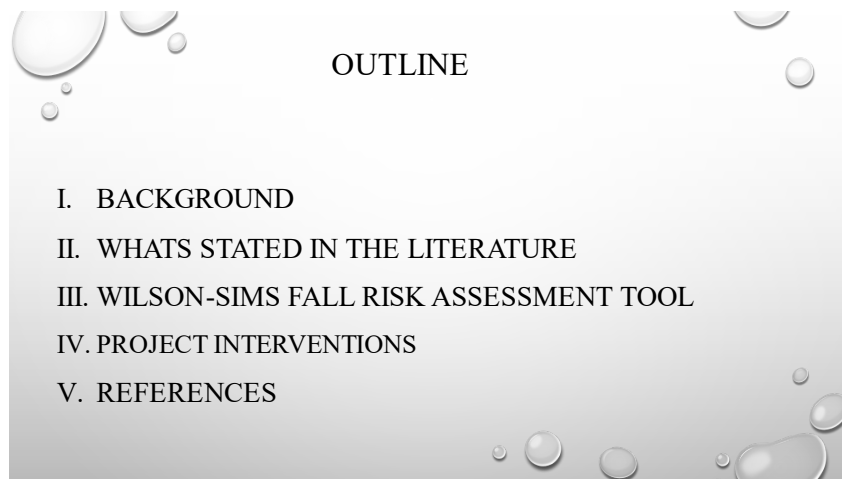 OUTLINE
I. BACKGROUND
II. WHATS STATED IN THE LITERATURE
III. WILSON-SIMS FALL RISK ASSESSMENT TOOL
IV. PROJECT INTERVENTIONS
V. REFERENCES